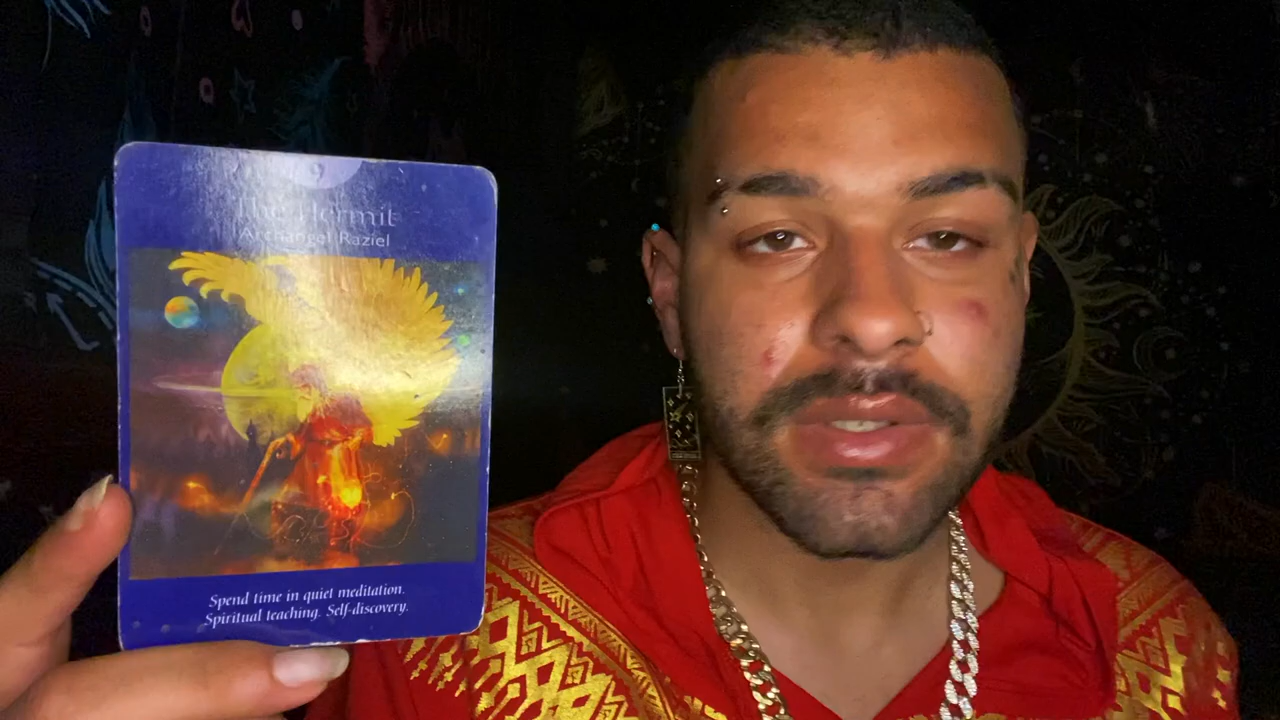 9
The Hermit
Archangel Raziel
Spend time in quiet meditation.
Spiritual teaching. Self-discovery.